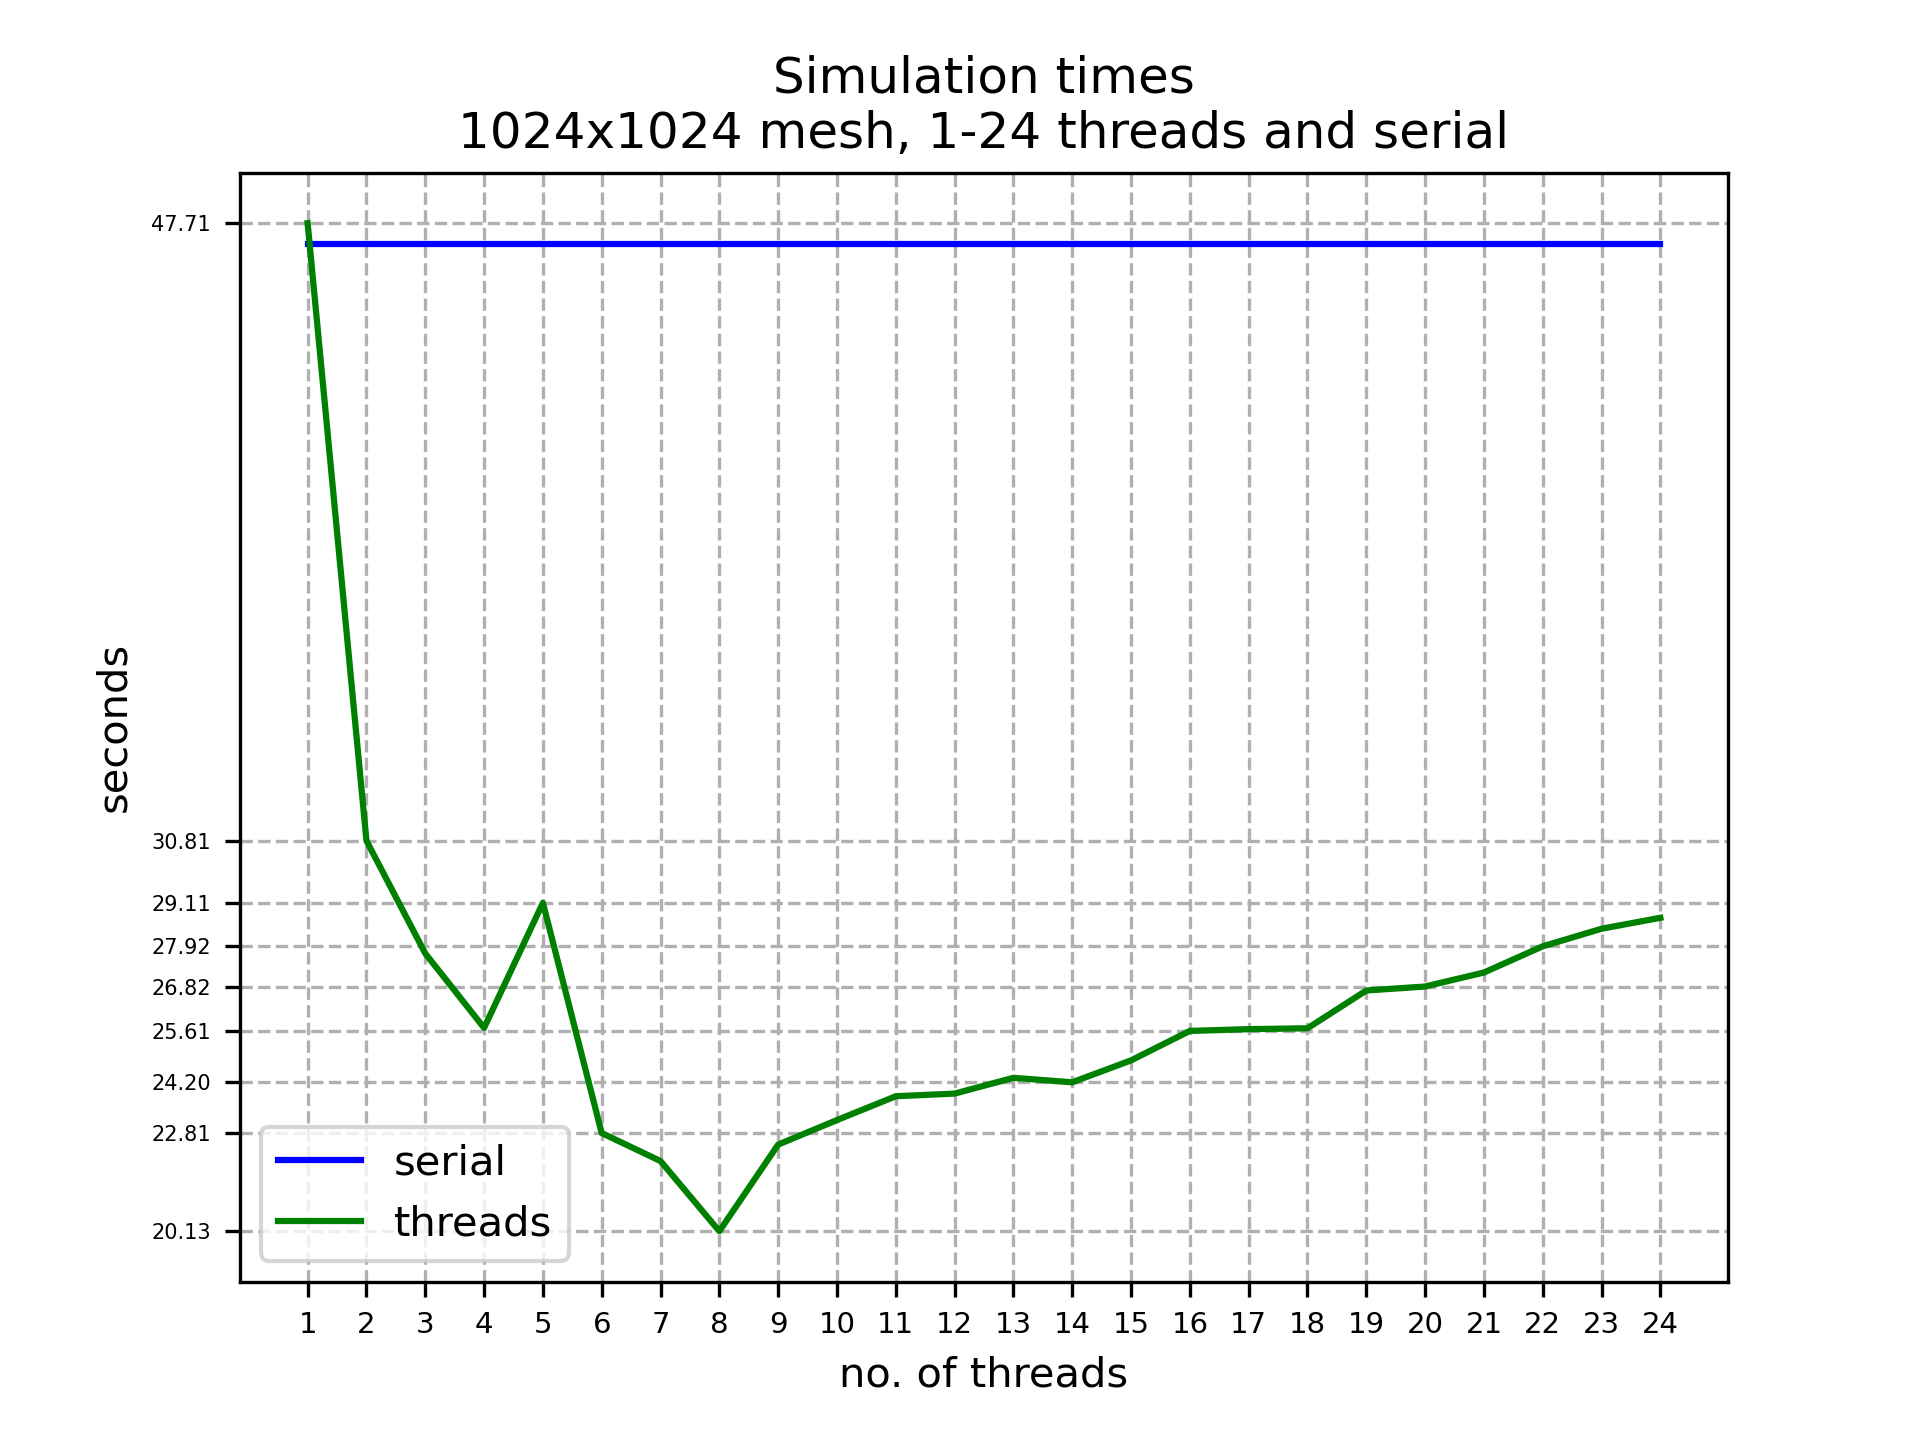 Simulation times
1024x1024 mesh, 1-24 threads and serial
seconds
47.71
30.81
29.11
27.92
26.82
25.61
24.20
22.81
20.13
serial
threads
1 2 3 4 5 6 7 8 9 10 11 12 13 14 15 16 17 18 19 20 21 22 23 24
no. of threads